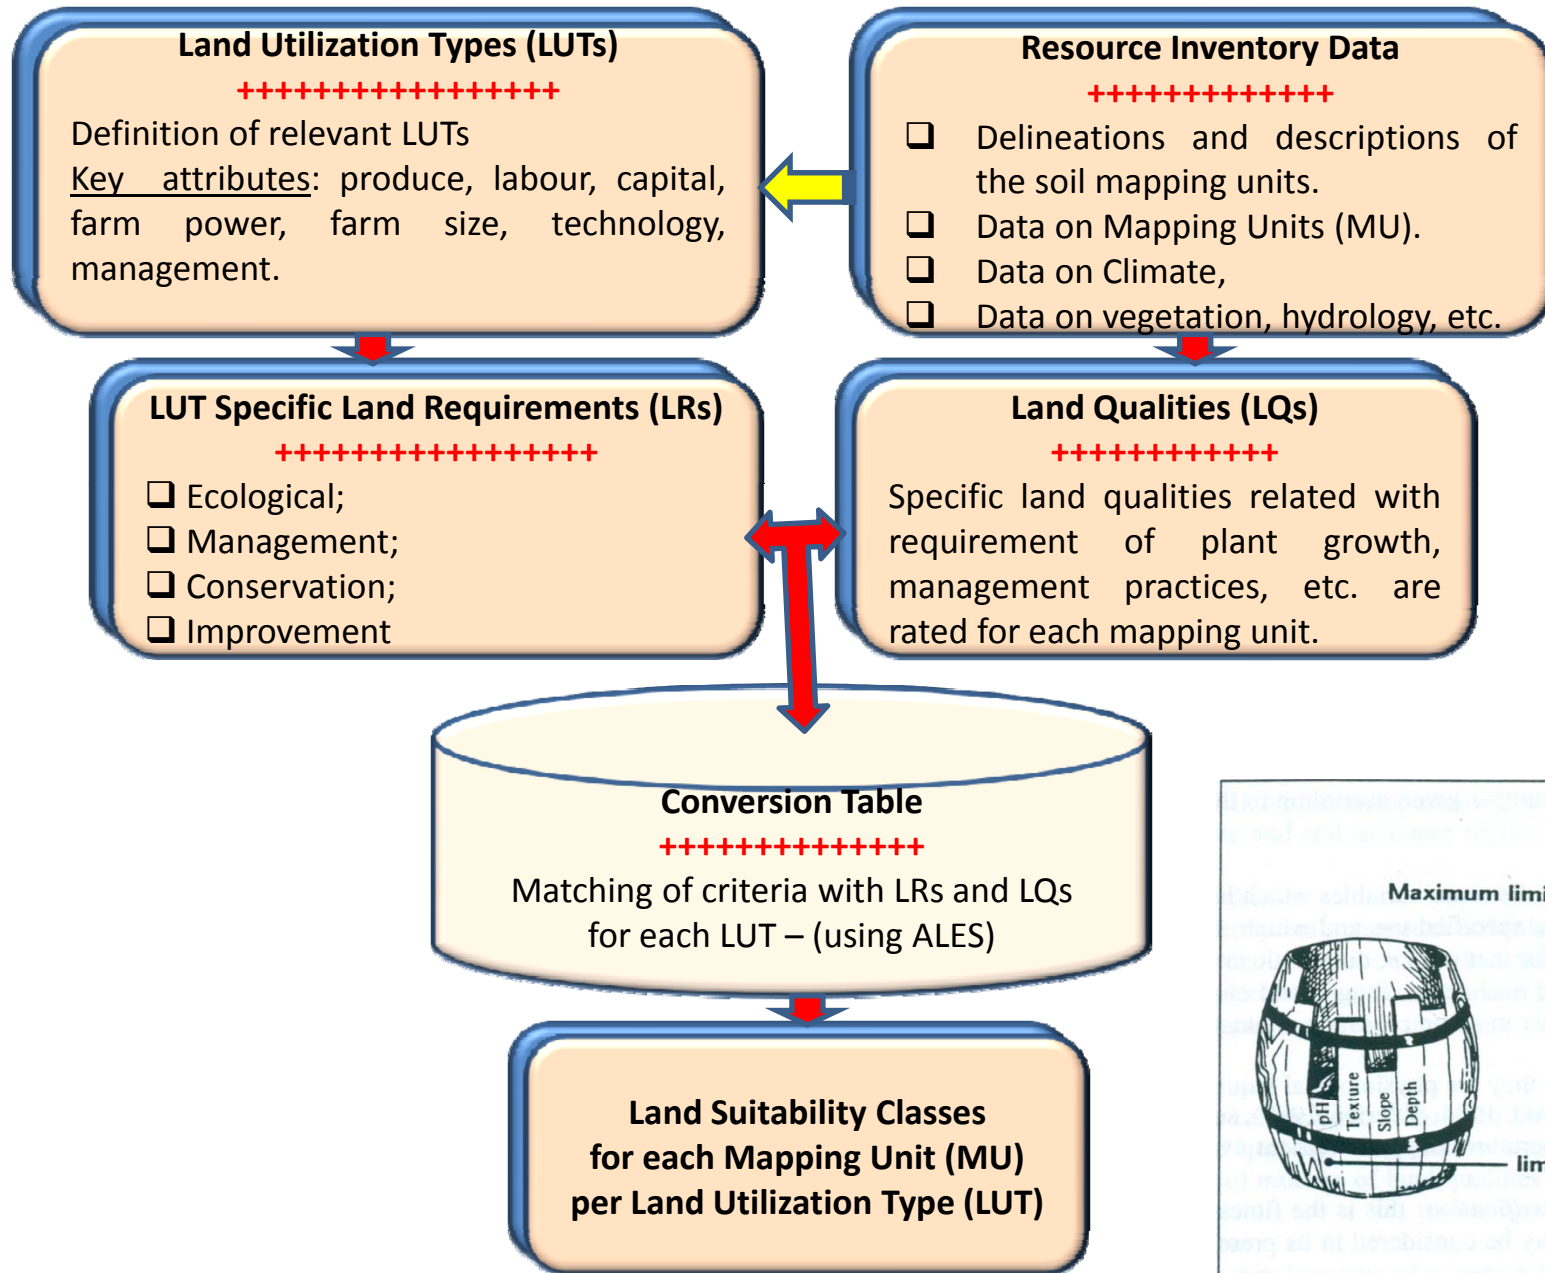 Land Utilization Types (LUTs)
+++++++++++++++++
Definition of relevant LUTs
Key attributes: produce, labour, capital,
farm power, farm size, technology,
management.
Resource Inventory Data
+++++++++++++
❑ Delineations and descriptions of
the soil mapping units.
❑ Data on Mapping Units (MU).
❑ Data on Climate,
❑ Data on vegetation, hydrology, etc.
LUT Specific Land Requirements (LRs)
+++++++++++++++++
❑ Ecological;
❑ Management;
❑ Conservation;
❑ Improvement
Land Qualities (LQs)
++++++++++++
Specific land qualities related with
requirement of plant growth,
management practices, etc. are
rated for each mapping unit.
Conversion Table
++++++++++++++
Matching of criteria with LRs and LQs
for each LUT – (using ALES)
Land Suitability Classes
for each Mapping Unit (MU)
per Land Utilization Type (LUT)
Maximum limi
pH
Texture
Slope
Depth
lim